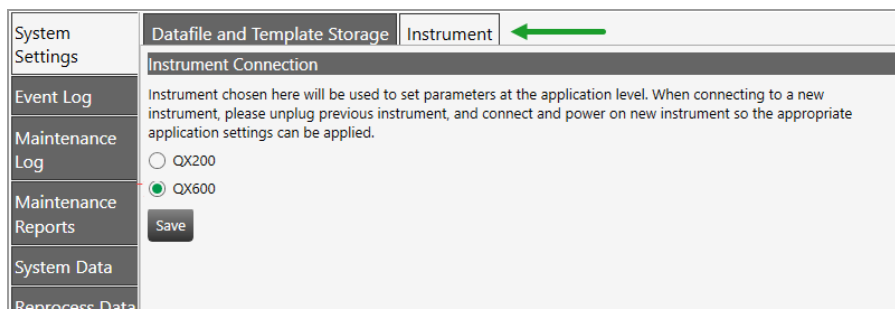 System
Settings
Event Log
Maintenance
Log
Maintenance
Reports
System Data
Reprocess Data
Datafile and Template Storage
Instrument
Instrument Connection
Instrument chosen here will be used to set parameters at the application level. When connecting to a new
instrument, please unplug previous instrument, and connect and power on new instrument so the appropriate
application settings can be applied.
QX200
QX600
Save